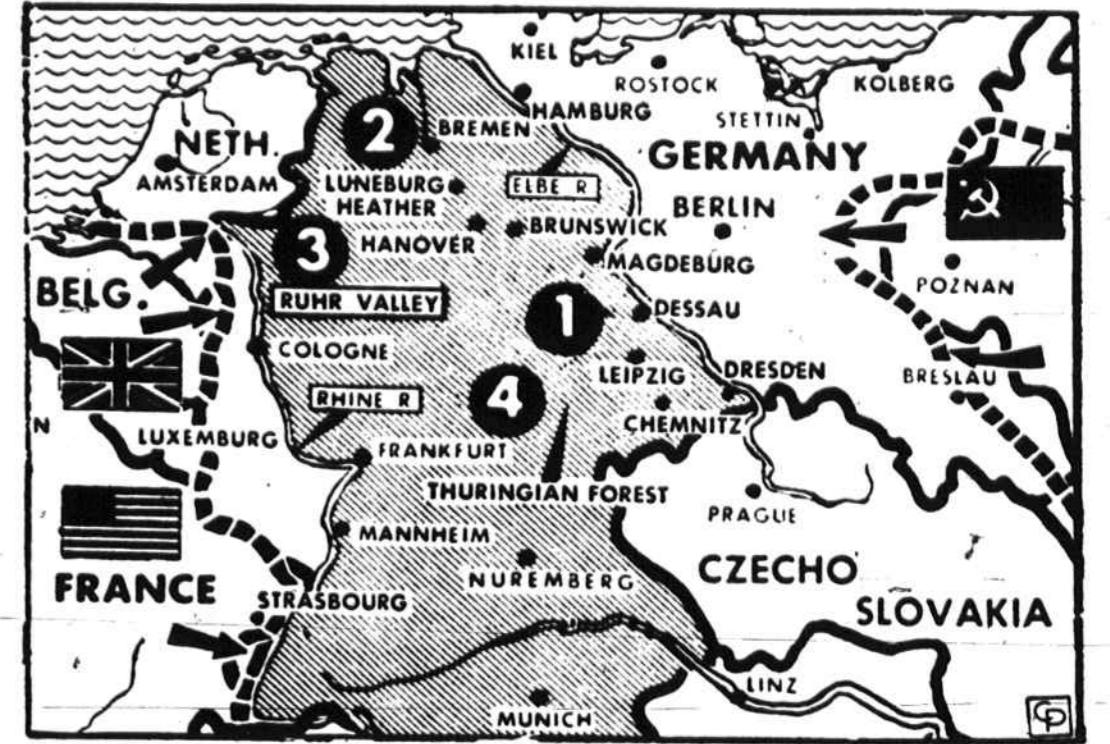 KIEL
ROSTOCK
KOLBERG
HAMBURG
STETTIN
2
BREMEN
NETH.
GERMANY
AMSTERDAM
LUNEBURG
HEATHER
ELBE R
BERLIN
3
HANOVER
BRUNSWICK
MAGDEBURG
BELG.
POZNAN
RUHR VALLEY
1
DESSAU
COLOGNE
LEIPZIG
DRESDEN
BRESLAU
RHINE R
4
CHEMNITZ
N
LUXEMBURG
FRANKFURT
THURINGIAN FOREST
PRAGUE
MANNHEIM
NUREMBERG
CZECHO
FRANCE
STRASBOURG
SLOVAKIA
LINZ
MUNICH
CP